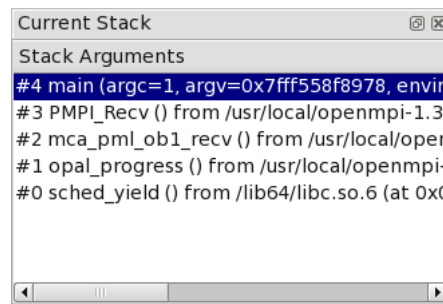 Current Stack
Stack Arguments
#4 main (argc=1, argv=0x7fff558f8978, envir
#3 PMPI_Recv () from /usr/local/openmpi-1.3
#2 mca_pml_ob1_recv () from /usr/local/oper
#1 opal_progress () from /usr/local/openmpi-
#0 sched_yield () from /lib64/libc.so.6 (at 0x0